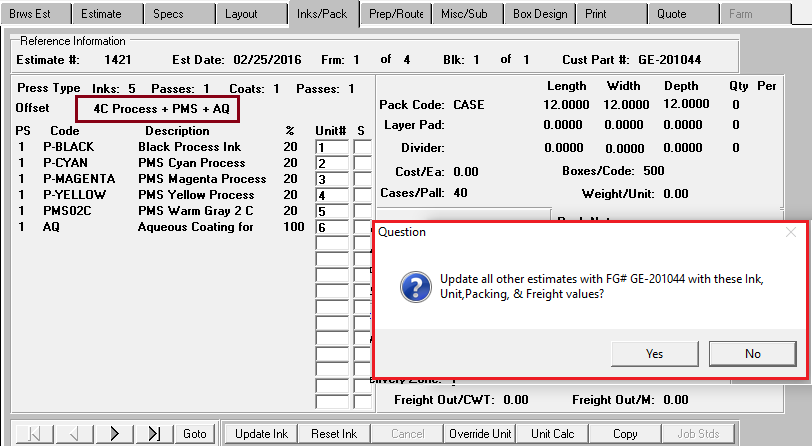 Brws Est Estimate Specs Layout Inks/Pack Prep/Route Misc/Sub Box Design Print Quote Farm
Reference Information
Estimate #: 1421 Est Date: 02/25/2016 Frm: 1 of 4 Blk: 1 of 1 Cust Part #: GE-201044
Press Type Inks: 5 Passes: 1 Coats: 1 Passes: 1
Offset 4C Process + PMS + AQ
PS Code Description % Unit# S
1 P-BLACK Black Process Ink 20 1
1 P-CYAN PMS Cyan Process 20 2
1 P-MAGENTA PMS Magenta Process 20 3
1 P-YELLOW PMS Yellow Process 20 4
1 PMS02C PMS Warm Gray 2 C 20 5
1 AQ Aqueous Coating for 100 6
Length Width Depth Qty Per
Pack Code: CASE 12.0000 12.0000 12.0000 0
Layer Pad: 0.0000 0.0000 0.0000 0
Divider: 0.0000 0.0000 0.0000 0
Cost/Ea: 0.00 Boxes/Code: 500
Cases/Pall: 40 Weight/Unit: 0.00
Question
Update all other estimates with FG# GE-201044 with these Ink,
Unit,Packing, & Freight values?
Yes No
Freight Out/CWT: 0.00 Freight Out/M: 0.00
Goto Update Ink Reset Ink Cancel Override Unit Unit Calc Copy Job Stds